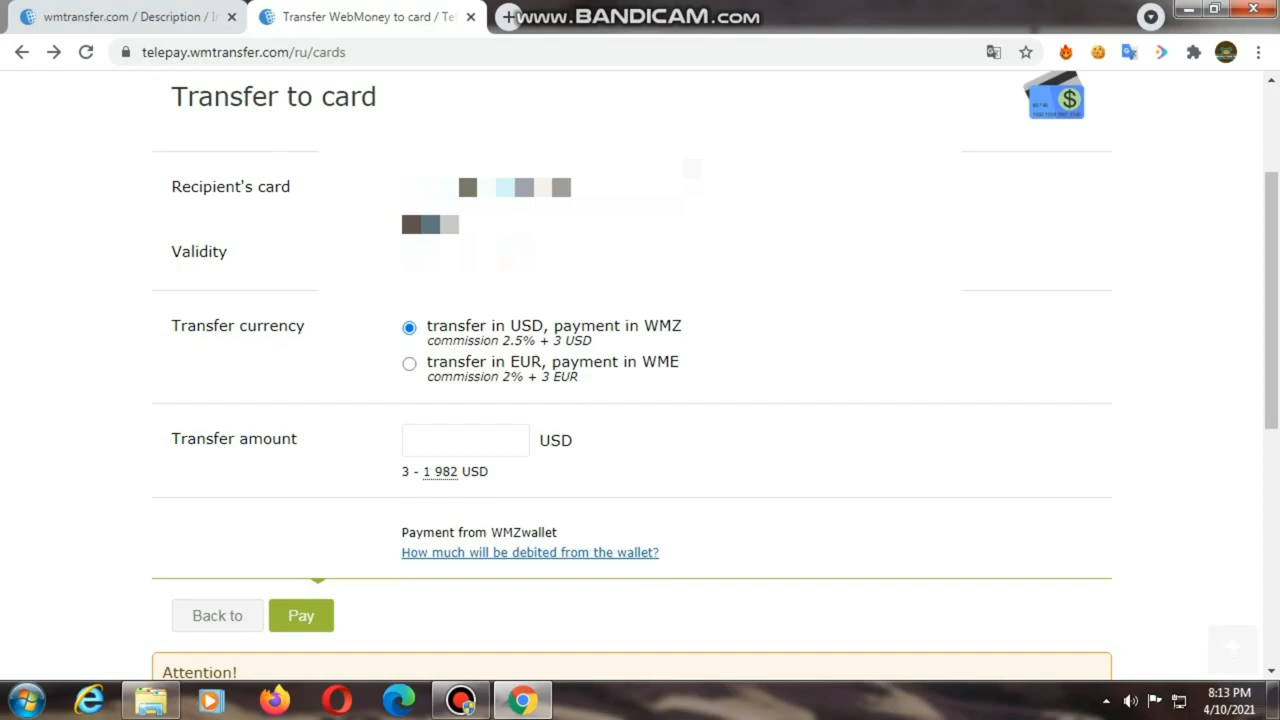 wmtransfer.com / Description / I
Transfer WebMoney to card / Te
www.BANDICAM.com
telepay.wmtransfer.com/ru/cards
Transfer to card
$
Recipient's card
Validity
Transfer currency
transfer in USD, payment in WMZ
commission 2.5% + 3 USD
transfer in EUR, payment in WME
commission 2% + 3 EUR
Transfer amount
USD
3 - 1 982 USD
Payment from WMZwallet
How much will be debited from the wallet?
Back to
Pay
Attention!
8:13 PM
4/10/2021